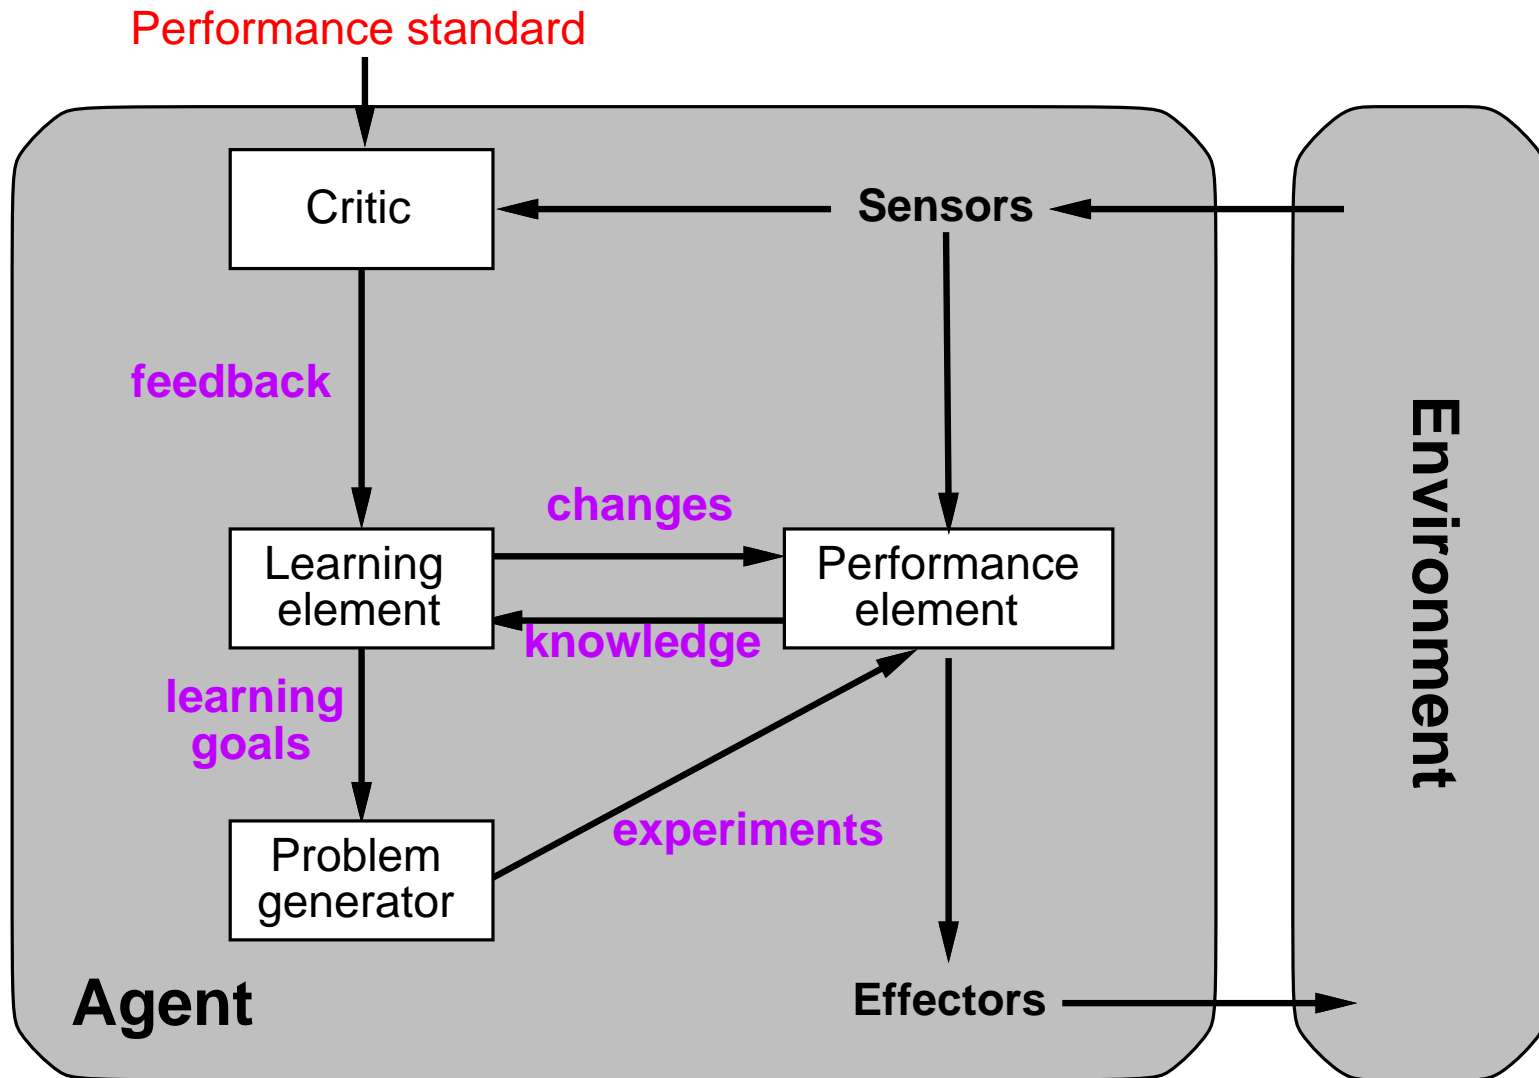 Performance standard
Critic
Sensors
feedback
changes
Learning
element
Performance
element
knowledge
learning
goals
experiments
Problem
generator
Agent
Effectors
Environment